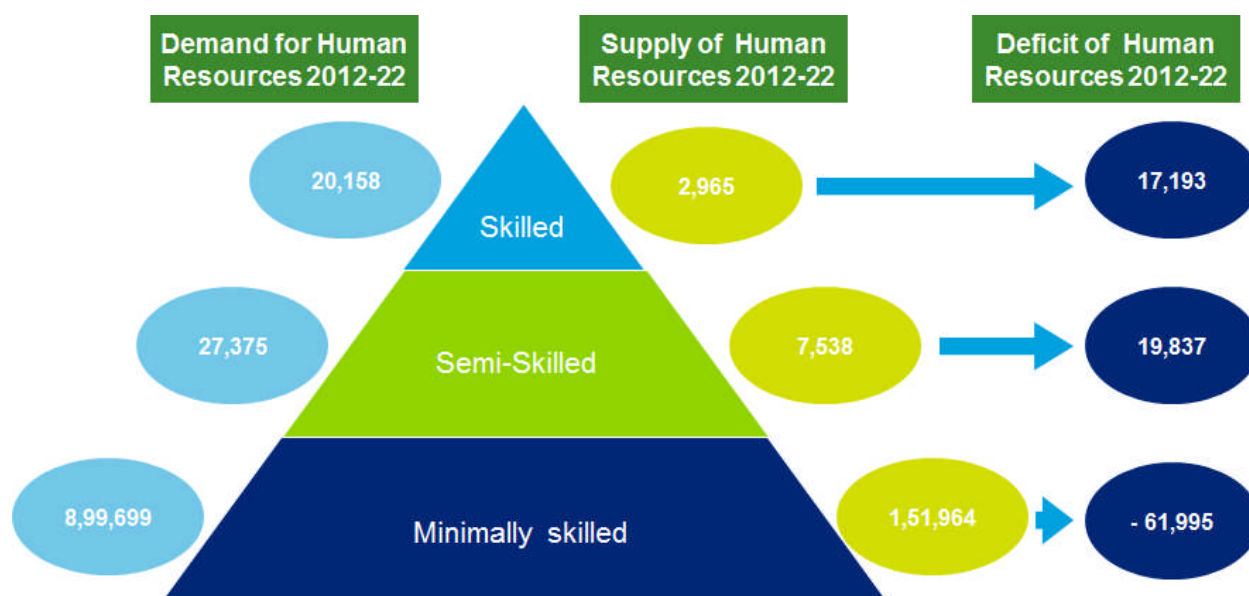 Demand for Human
Resources 2012-22
Supply of Human
Resources 2012-22
Deficit of Human
Resources 2012-22
20,158
Skilled
2,965
17,193
27,375
Semi-Skilled
7,538
19,837
8,99,699
Minimally skilled
1,51,964
- 61,995